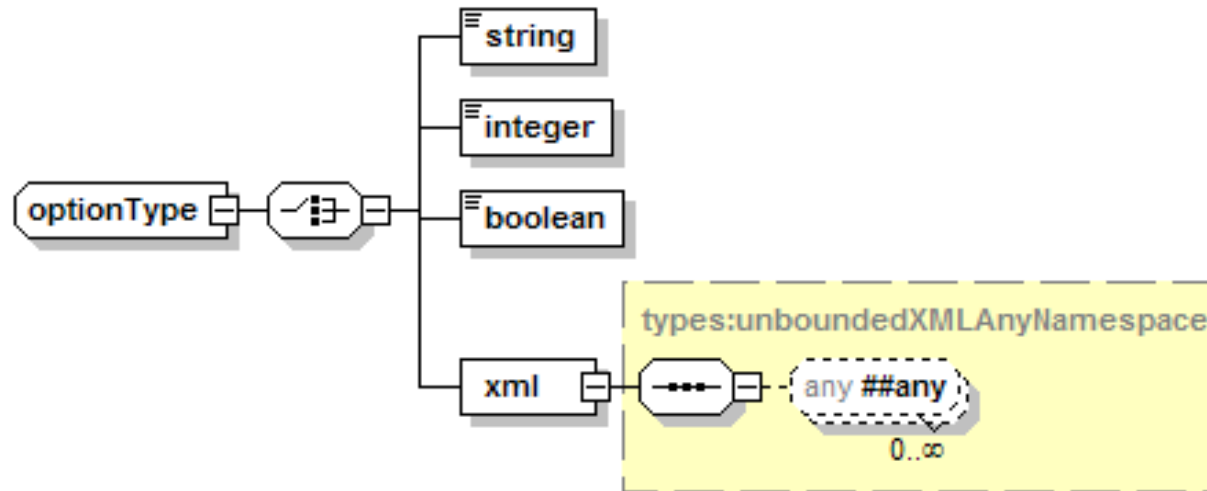 string
integer
optionType
boolean
types:unboundedXMLAnyNamespace
xml
any ##any
0..∞